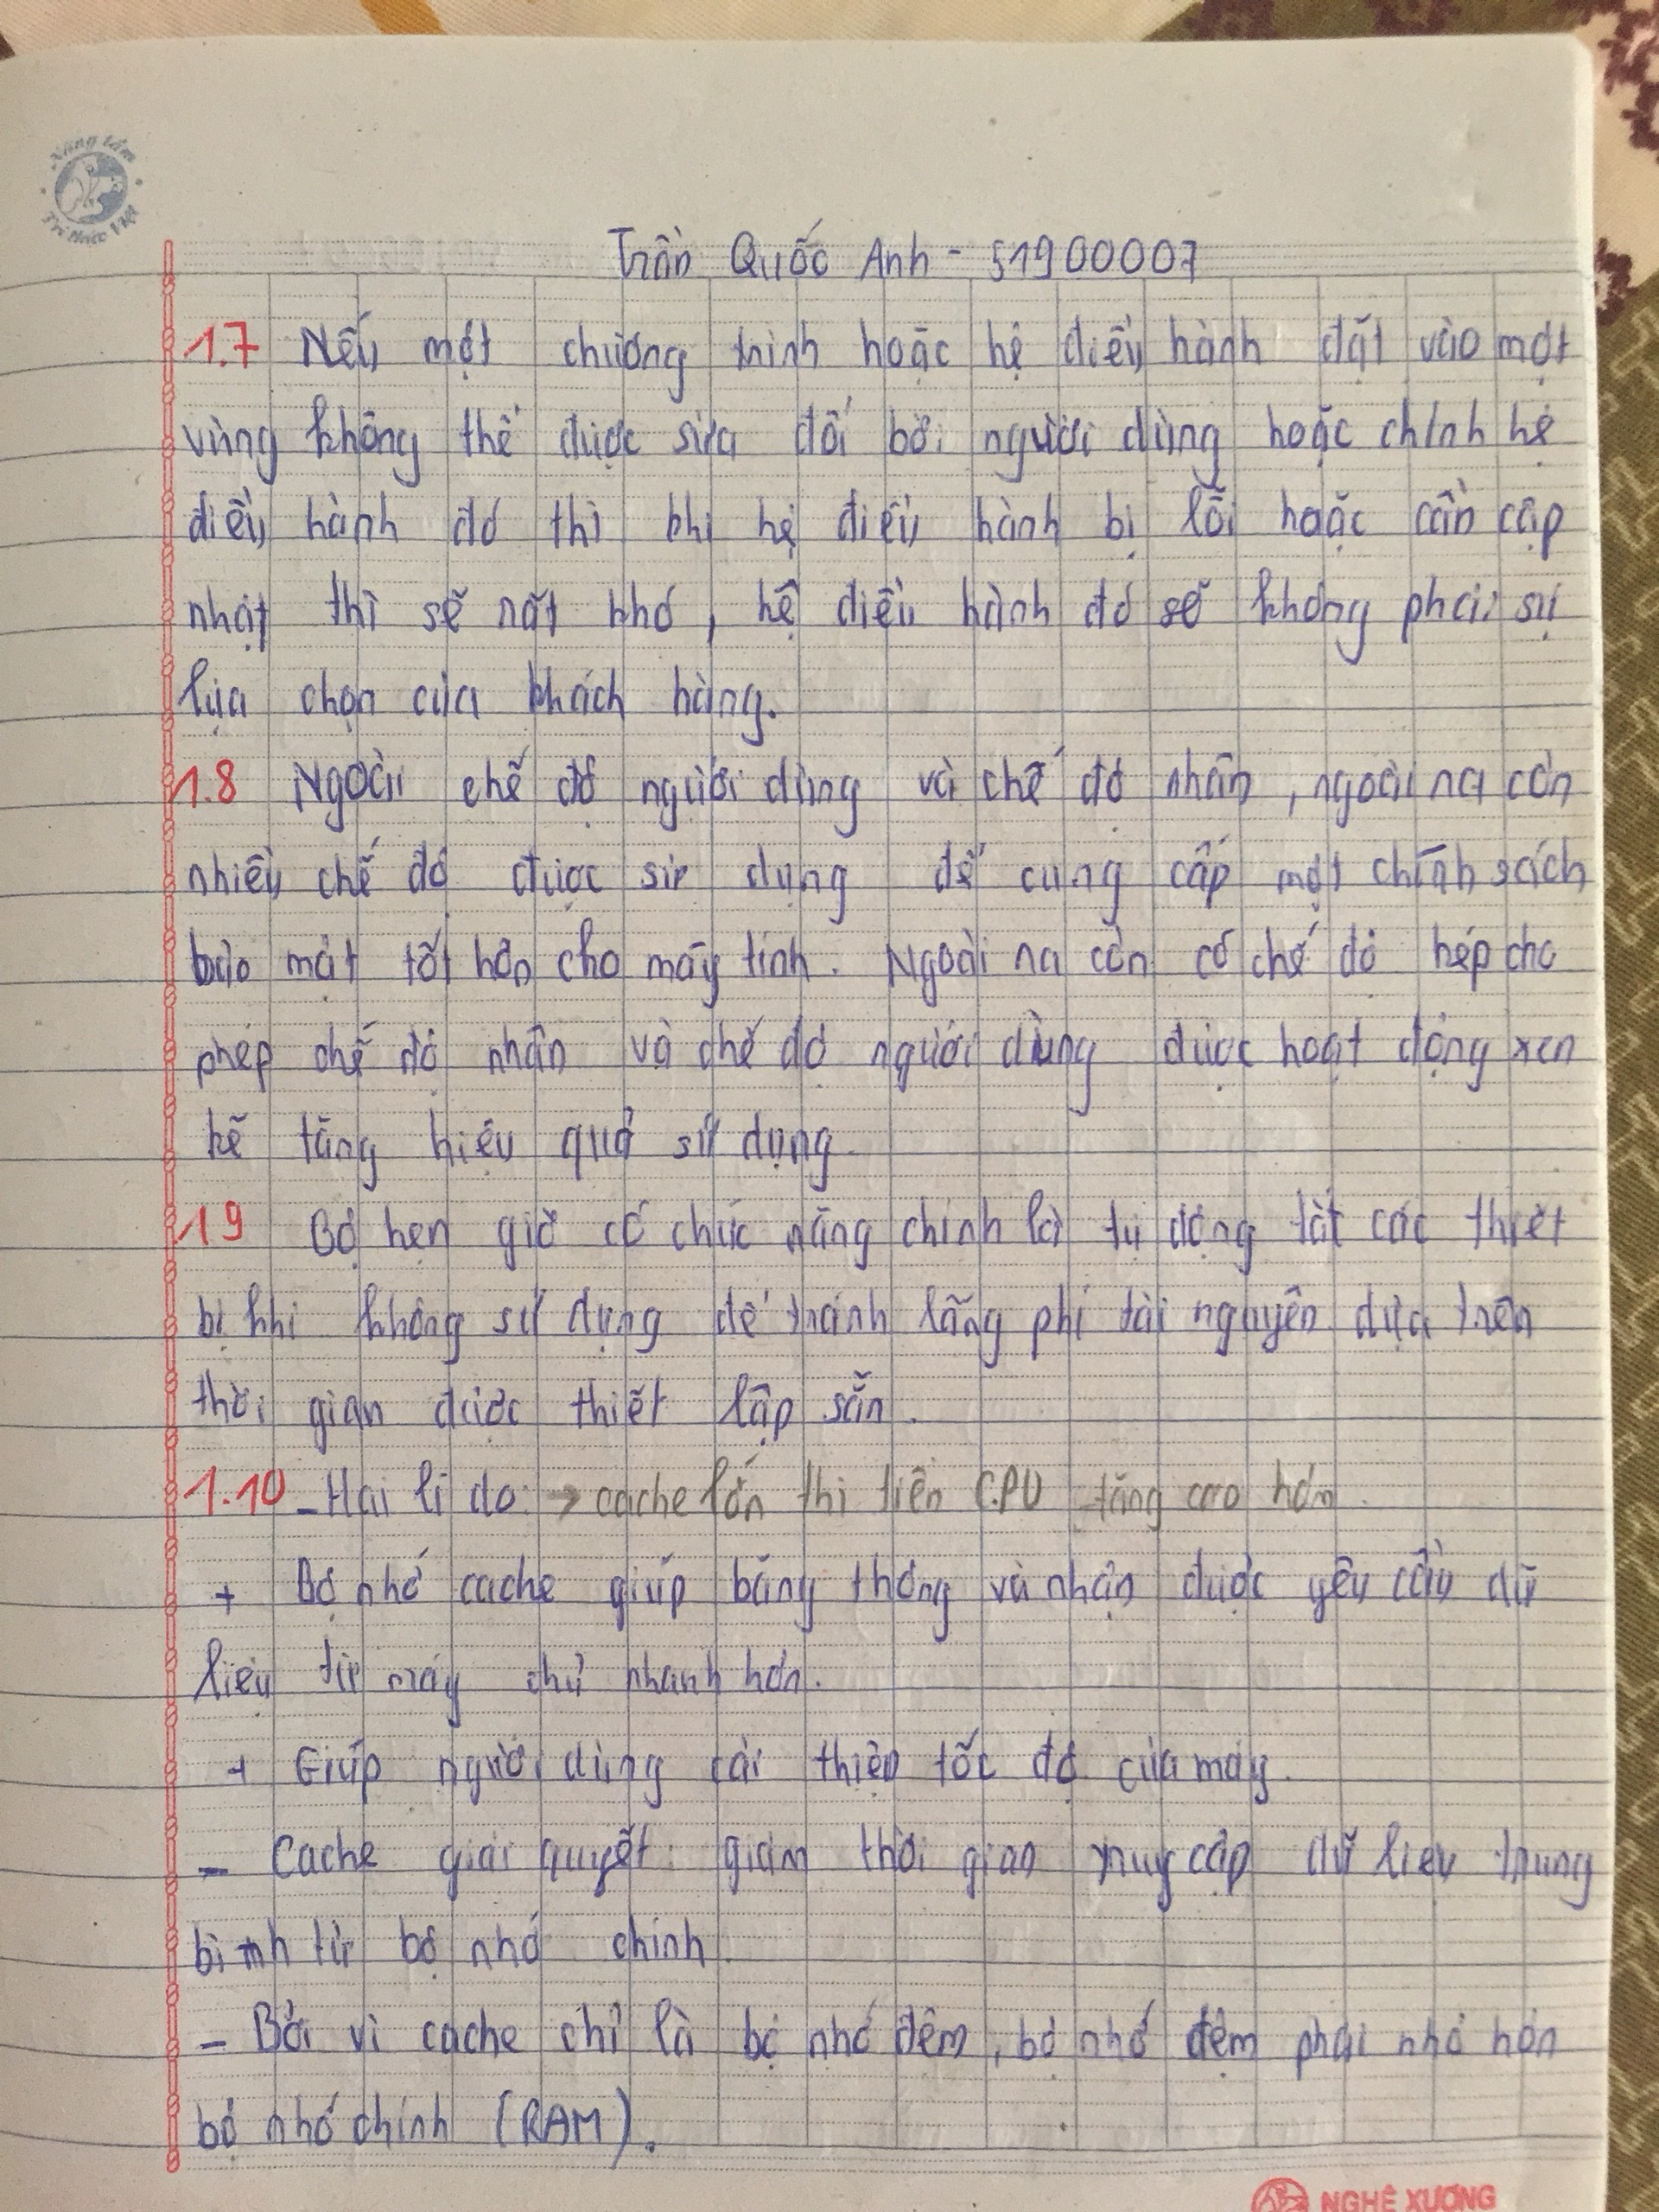 Nâng tầm
Tri thức Việt
Trần Quốc Anh - 51900007
1.7 Nếu một chương trình hoặc hệ điều hành đặt vào một
vùng không thể được sửa đổi bởi người dùng hoặc chính hệ
điều hành đó thì khi hệ điều hành bị lỗi hoặc cần cập
nhật thì sẽ rất khó, hệ điều hành đó sẽ không phải sự
lựa chọn của khách hàng.
1.8 Ngoài chế độ người dùng và chế độ nhân, ngoài ra còn
nhiều chế độ được sử dụng để cung cấp một chính sách
bảo mật tốt hơn cho máy tính. Ngoài ra còn có chế độ hẹp cho
phép chế độ nhân và chế độ người dùng được hoạt động xen
kẽ tăng hiệu quả sử dụng.
1.9 Bộ hẹn giờ có chức năng chính là tự động tắt các thiết
bị khi không sử dụng để tránh lãng phí tài nguyên dựa trên
thời gian được thiết lập sẵn.
1.10 - Hai lí do: → cache lớn thì tiền CPU tăng cao hơn.
+ Bộ nhớ cache giúp băng thông và nhận được yêu cầu dữ
liệu từ máy chủ nhanh hơn.
+ Giúp người dùng cải thiện tốc độ của máy.
- Cache giải quyết: giảm thời gian truy cập dữ liệu trung
bình từ bộ nhớ chính.
- Bởi vì cache chỉ là bộ nhớ đệm, bộ nhớ đệm phải nhỏ hơn
bộ nhớ chính (RAM).
NGHỆ XƯƠNG